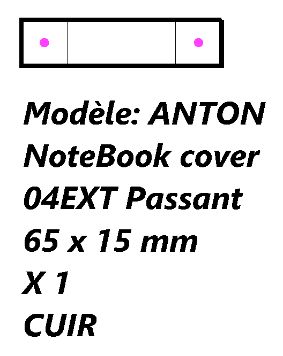 Modèle: ANTON
NoteBook cover
04EXT Passant
65 x 15 mm
X 1
CUIR